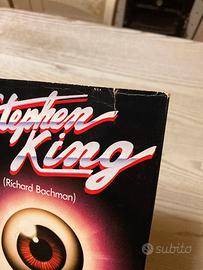 Stephen
King
(Richard Bachman)
subito